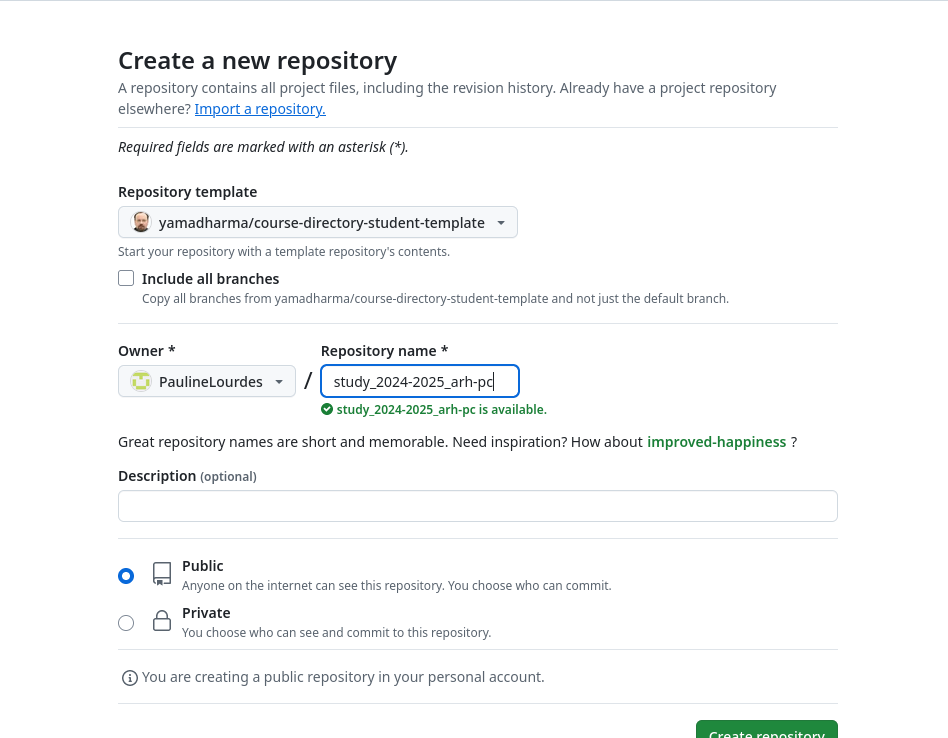 Create a new repository
A repository contains all project files, including the revision history. Already have a project repository
elsewhere? Import a repository.
Required fields are marked with an asterisk (*).
Repository template
yamadharma/course-directory-student-template
Start your repository with a template repository's contents.
Include all branches
Copy all branches from yamadharma/course-directory-student-template and not just the default branch.
Owner * Repository name *
PaulineLourdes / study_2024-2025_arh-pc
study_2024-2025_arh-pc is available.
Great repository names are short and memorable. Need inspiration? How about improved-happiness ?
Description (optional)
Public
Anyone on the internet can see this repository. You choose who can commit.
Private
You choose who can see and commit to this repository.
You are creating a public repository in your personal account.
Create repository